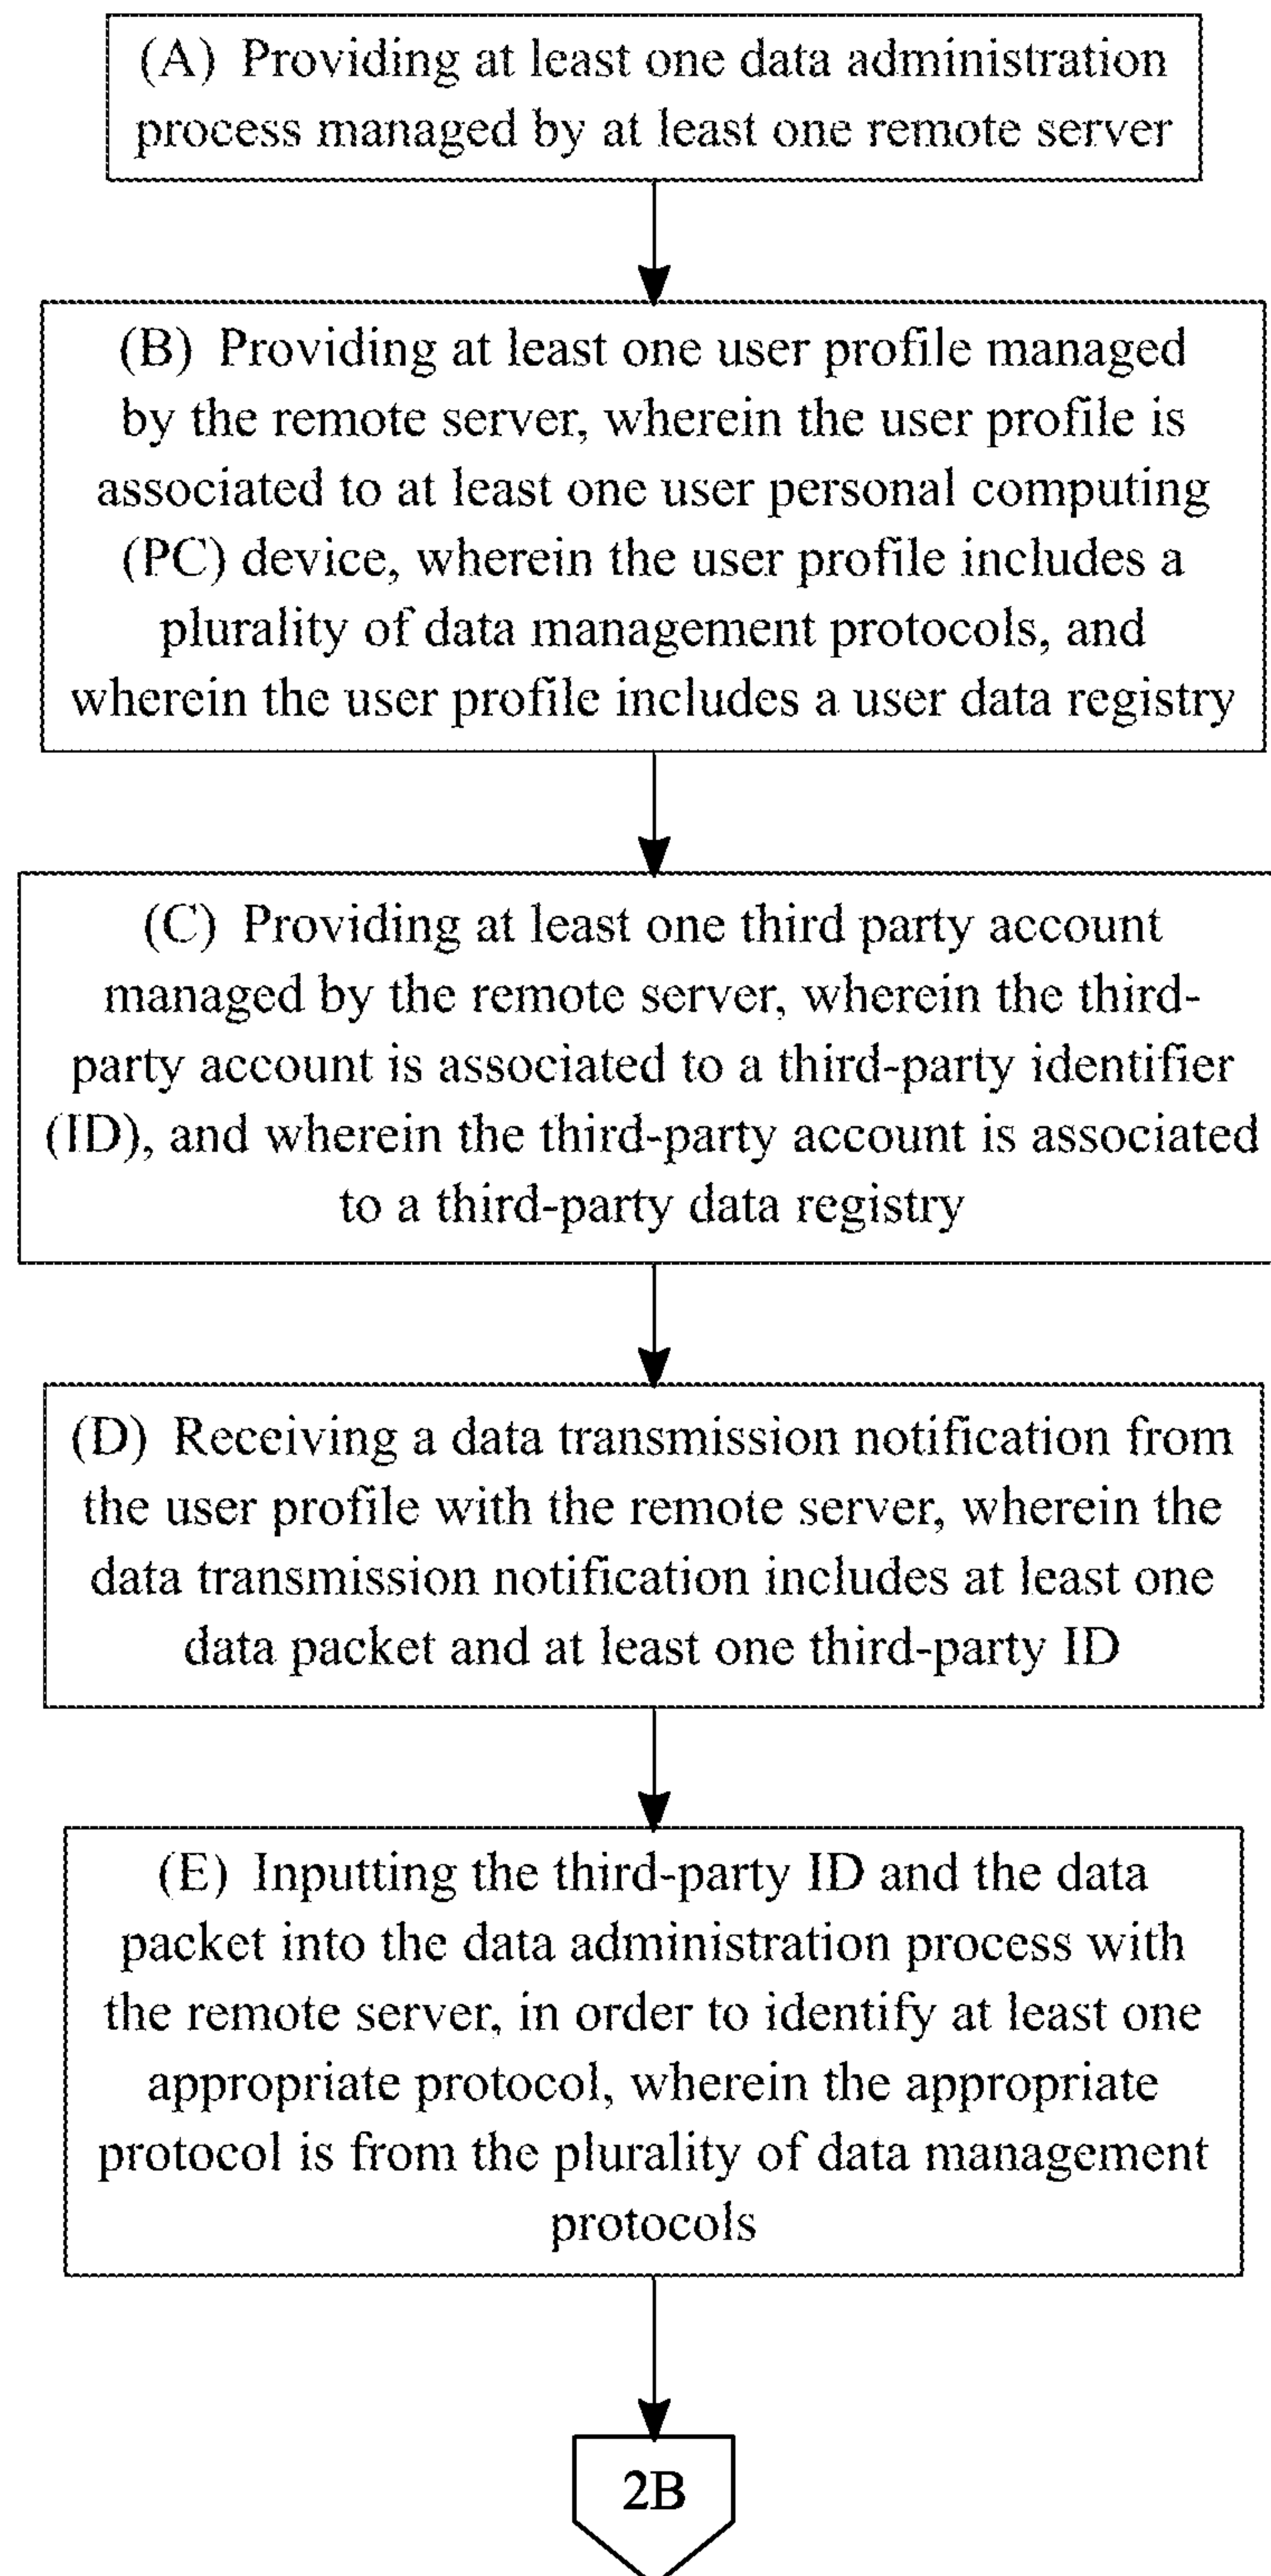 (A) Providing at least one data administration
process managed by at least one remote server
(B) Providing at least one user profile managed
by the remote server, wherein the user profile is
associated to at least one user personal computing
(PC) device, wherein the user profile includes a
plurality of data management protocols, and
wherein the user profile includes a user data registry
(C) Providing at least one third party account
managed by the remote server, wherein the third-
party account is associated to a third-party identifier
(ID), and wherein the third-party account is associated
to a third-party data registry
(D) Receiving a data transmission notification from
the user profile with the remote server, wherein the
data transmission notification includes at least one
data packet and at least one third-party ID
(E) Inputting the third-party ID and the data
packet into the data administration process with
the remote server, in order to identify at least one
appropriate protocol, wherein the appropriate
protocol is from the plurality of data management
protocols
2B